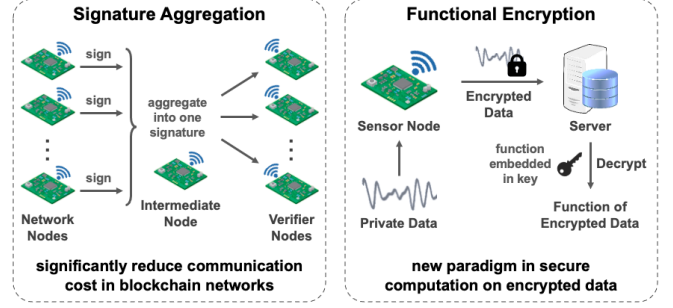 Signature Aggregation
sign
sign
sign
aggregate
into one
signature
Network
Nodes
Intermediate
Node
Verifier
Nodes
significantly reduce communication
cost in blockchain networks
Functional Encryption
Sensor Node
Encrypted
Data
Server
Private Data
function
embedded
in key
Decrypt
Function of
Encrypted Data
new paradigm in secure
computation on encrypted data